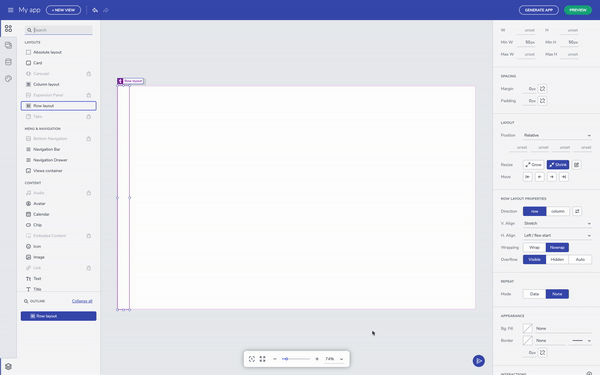 My app
+ NEW VIEW
GENERATE APP
PREVIEW
Search
LAYOUTS
Absolute layout
Card
Carousel
Column layout
Expansion Panel
Row layout
Tabs
MENU & NAVIGATION
Bottom Navigation
Navigation Bar
Navigation Drawer
Views container
CONTENT
Audio
Avatar
Calendar
Chip
Embedded Content
Icon
Image
Link
Text
Title
OUTLINE
Collapse all
Row layout
Row layout
74%
W unset H unset
Min W 50px Min H 50px
Max W unset Max H unset
SPACING
Margin 0px
Padding 0px
LAYOUT
Position Relative
unset unset unset unset
Resize Grow Shrink
Move
ROW LAYOUT PROPERTIES
Direction row column
V. Align Stretch
H. Align Left / flex-start
Wrapping Wrap Nowrap
Overflow Visible Hidden Auto
REPEAT
Mode Data None
APPEARANCE
Bg. Fill None
Border None
0px
INTERACTIONS